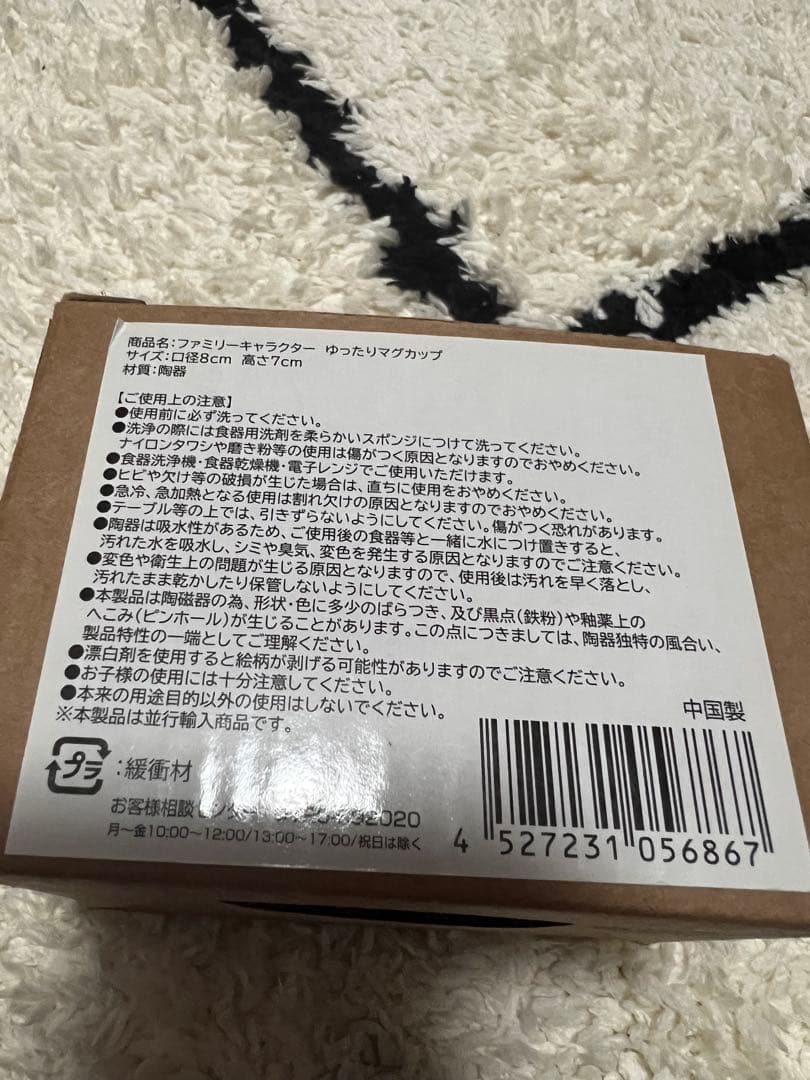 商品名：ファミリーキャラクター ゆったりマグカップ
サイズ：口径8cm 高さ7cm
材質：陶器
【ご使用上の注意】
●使用前に必ず洗ってください。
●洗浄の際には食器用洗剤を柔らかいスポンジにつけて洗ってください。
ナイロンタワシや磨き粉等の使用は傷がつく原因となりますのでおやめください。
●食器洗浄機・食器乾燥機・電子レンジでご使用いただけます。
●ヒビや欠け等の破損が生じた場合は、直ちに使用をおやめください。
●急冷、急加熱となる使用は割れ欠けの原因となりますのでおやめください。
●テーブル等の上では、引きずらないようにしてください。傷がつく恐れがあります。
●陶器は吸水性があるため、ご使用後の食器等と一緒に水につけ置きすると、
汚れた水を吸水し、シミや臭気、変色を発生する原因となりますのでご注意ください。
●変色や衛生上の問題が生じる原因となりますので、使用後は汚れを早く落とし、
汚れたまま乾かしたり保管しないようにしてください。
●本製品は陶磁器の為、形状・色に多少のばらつき、及び黒点（鉄粉）や釉薬上の
へこみ（ピンホール）が生じることがあります。この点につきましては、陶器独特の風合い、
製品特性の一端としてご理解ください。
●漂白剤を使用すると絵柄が剥げる可能性がありますのでご注意ください。
●お子様の使用には十分注意してください。
●本来の用途目的以外の使用はしないでください。
※本製品は並行輸入商品です。
中国製
プラ：緩衝材
お客様相談センター 2020
月～金10:00～12:00/13:00～17:00/祝日は除く
4 527231 056867